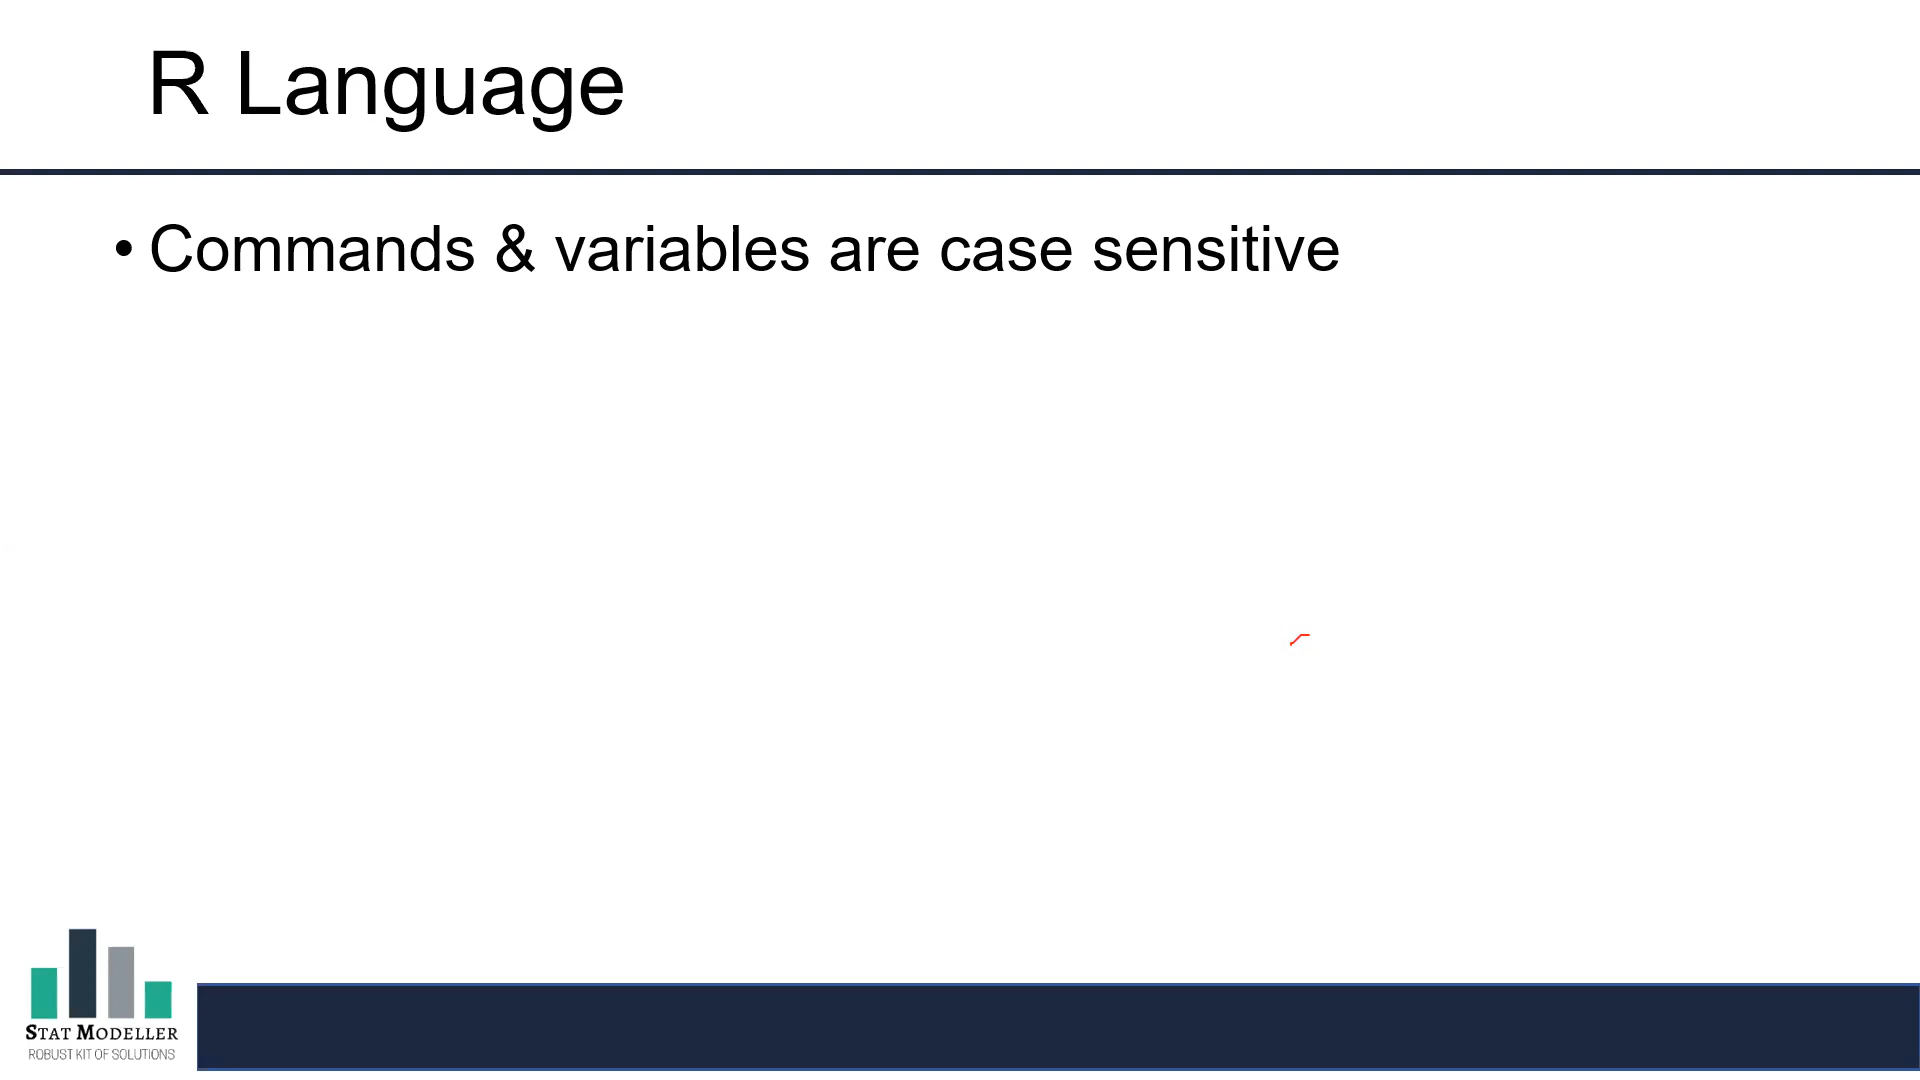 R Language
• Commands & variables are case sensitive
STAT MODELLER
ROBUST KIT OF SOLUTIONS